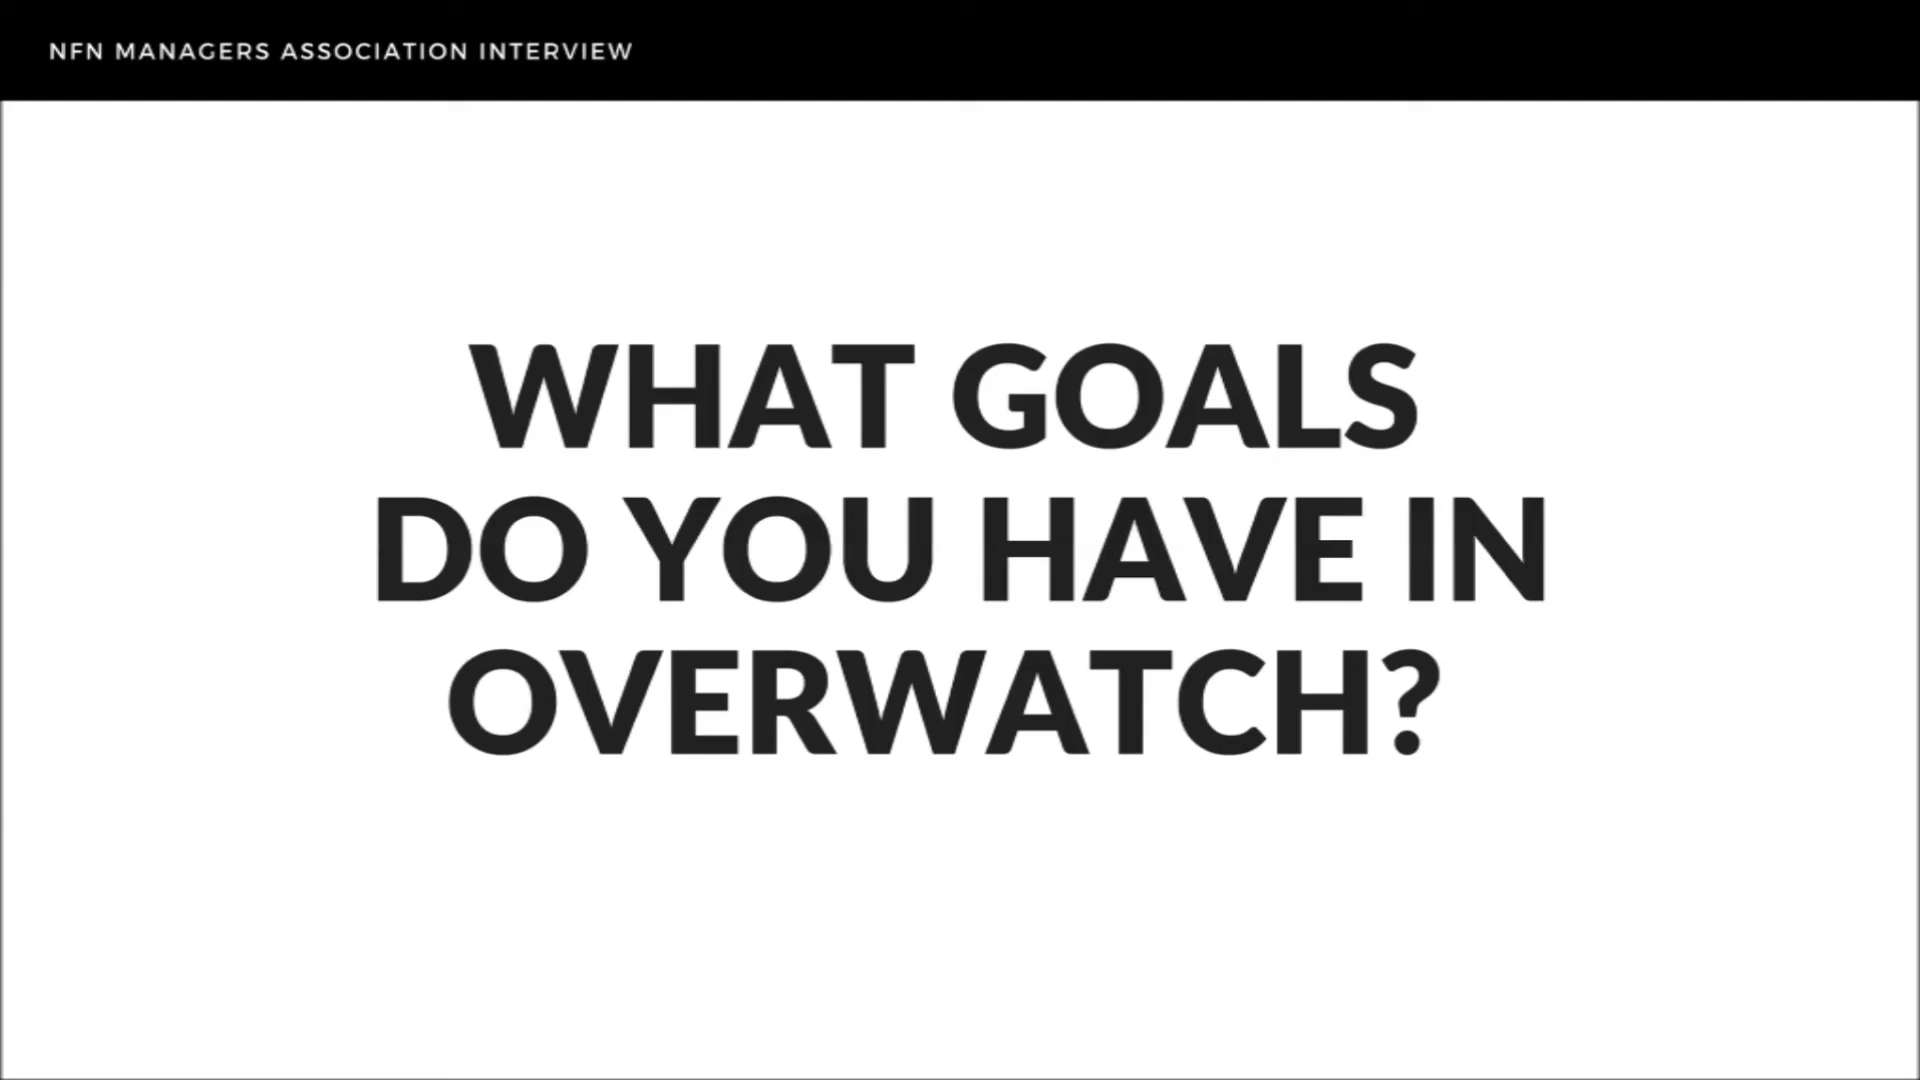 NFN MANAGERS ASSOCIATION INTERVIEW
WHAT GOALS
DO YOU HAVE IN
OVERWATCH?